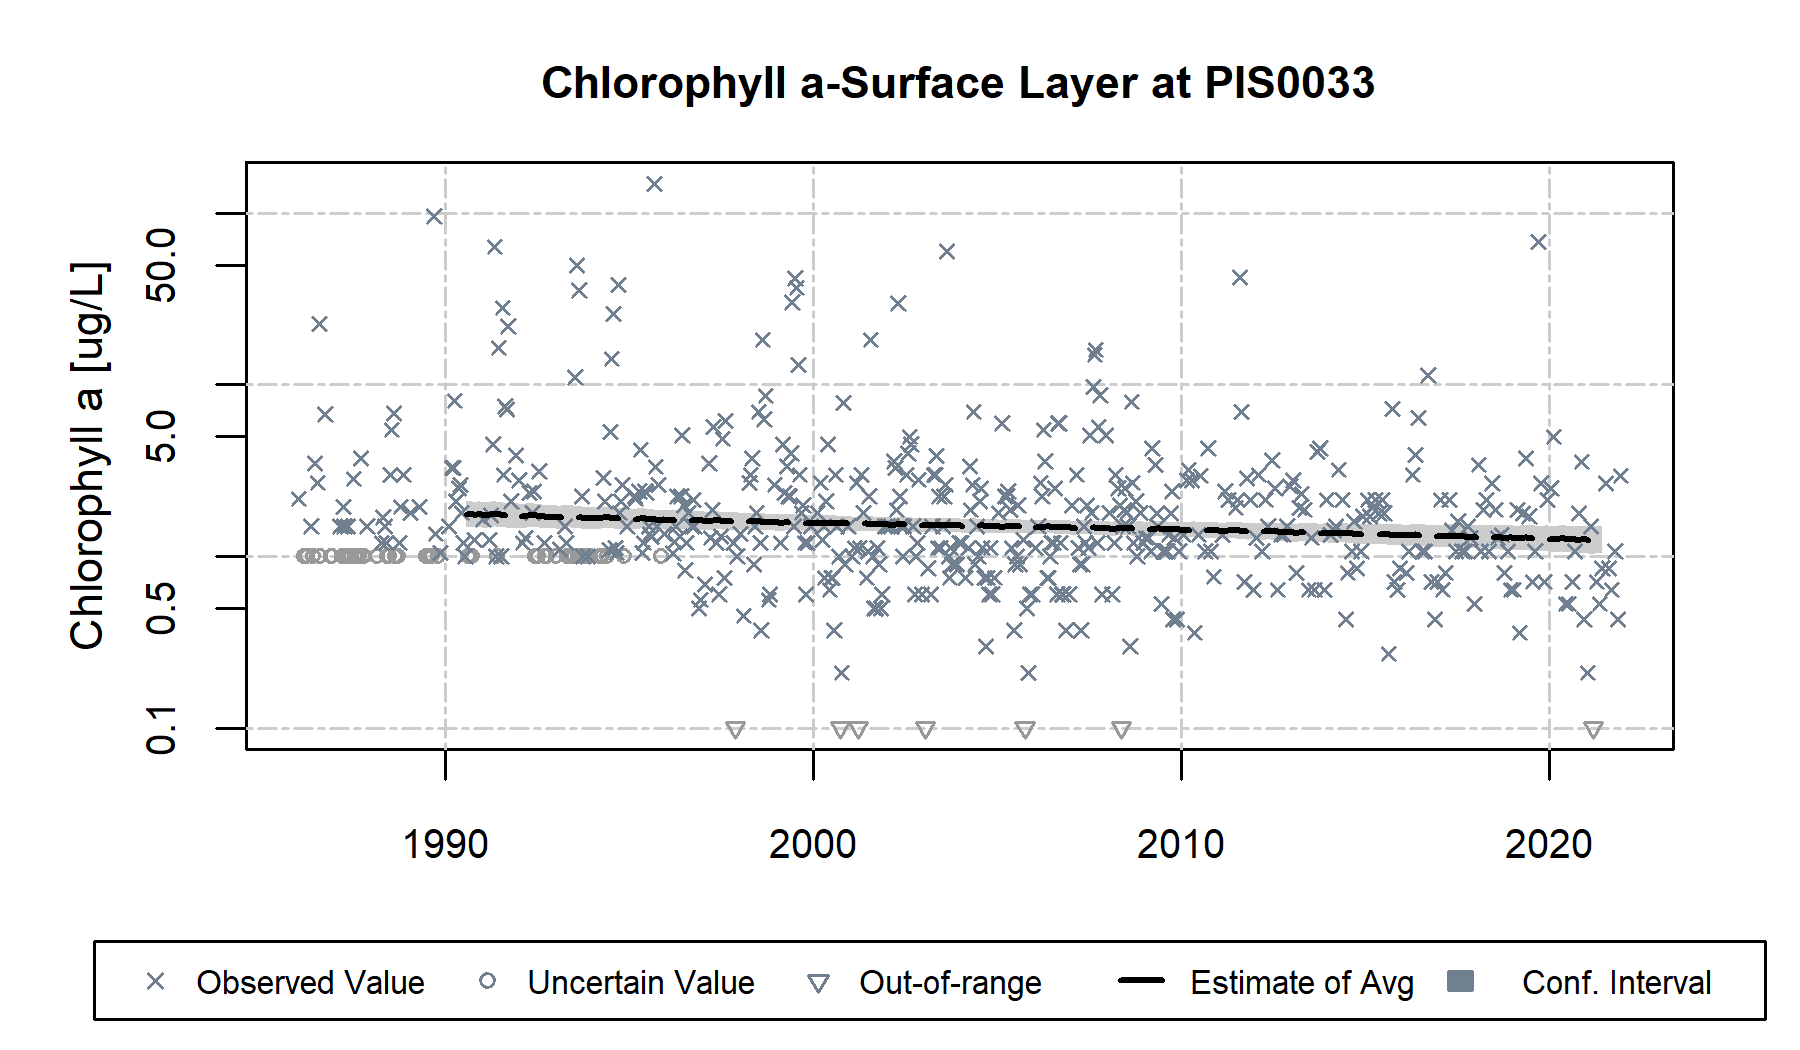 Chlorophyll a-Surface Layer at PIS0033
Chlorophyll a [ug/L]
50.0
5.0
0.5
0.1
1990 2000 2010 2020
Observed Value Uncertain Value Out-of-range Estimate of Avg Conf. Interval